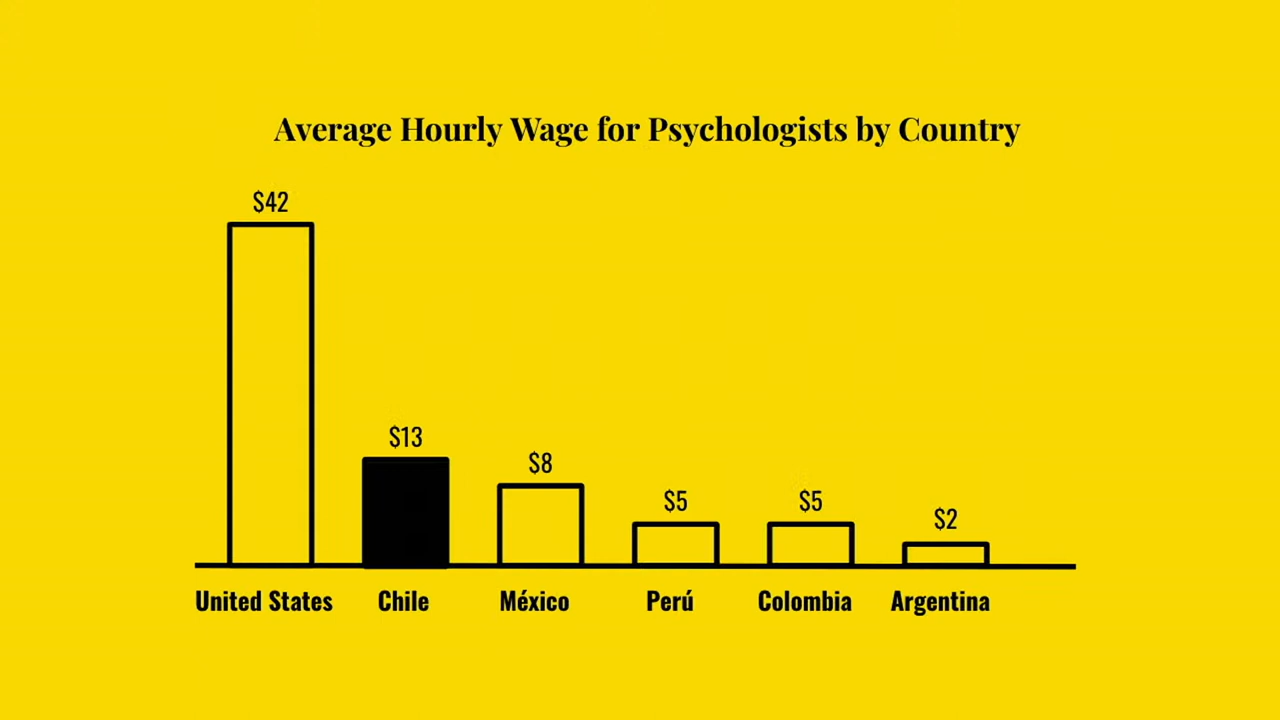 Average Hourly Wage for Psychologists by Country
$42
$13
$8
$5
$5
$2
United States
Chile
México
Perú
Colombia
Argentina